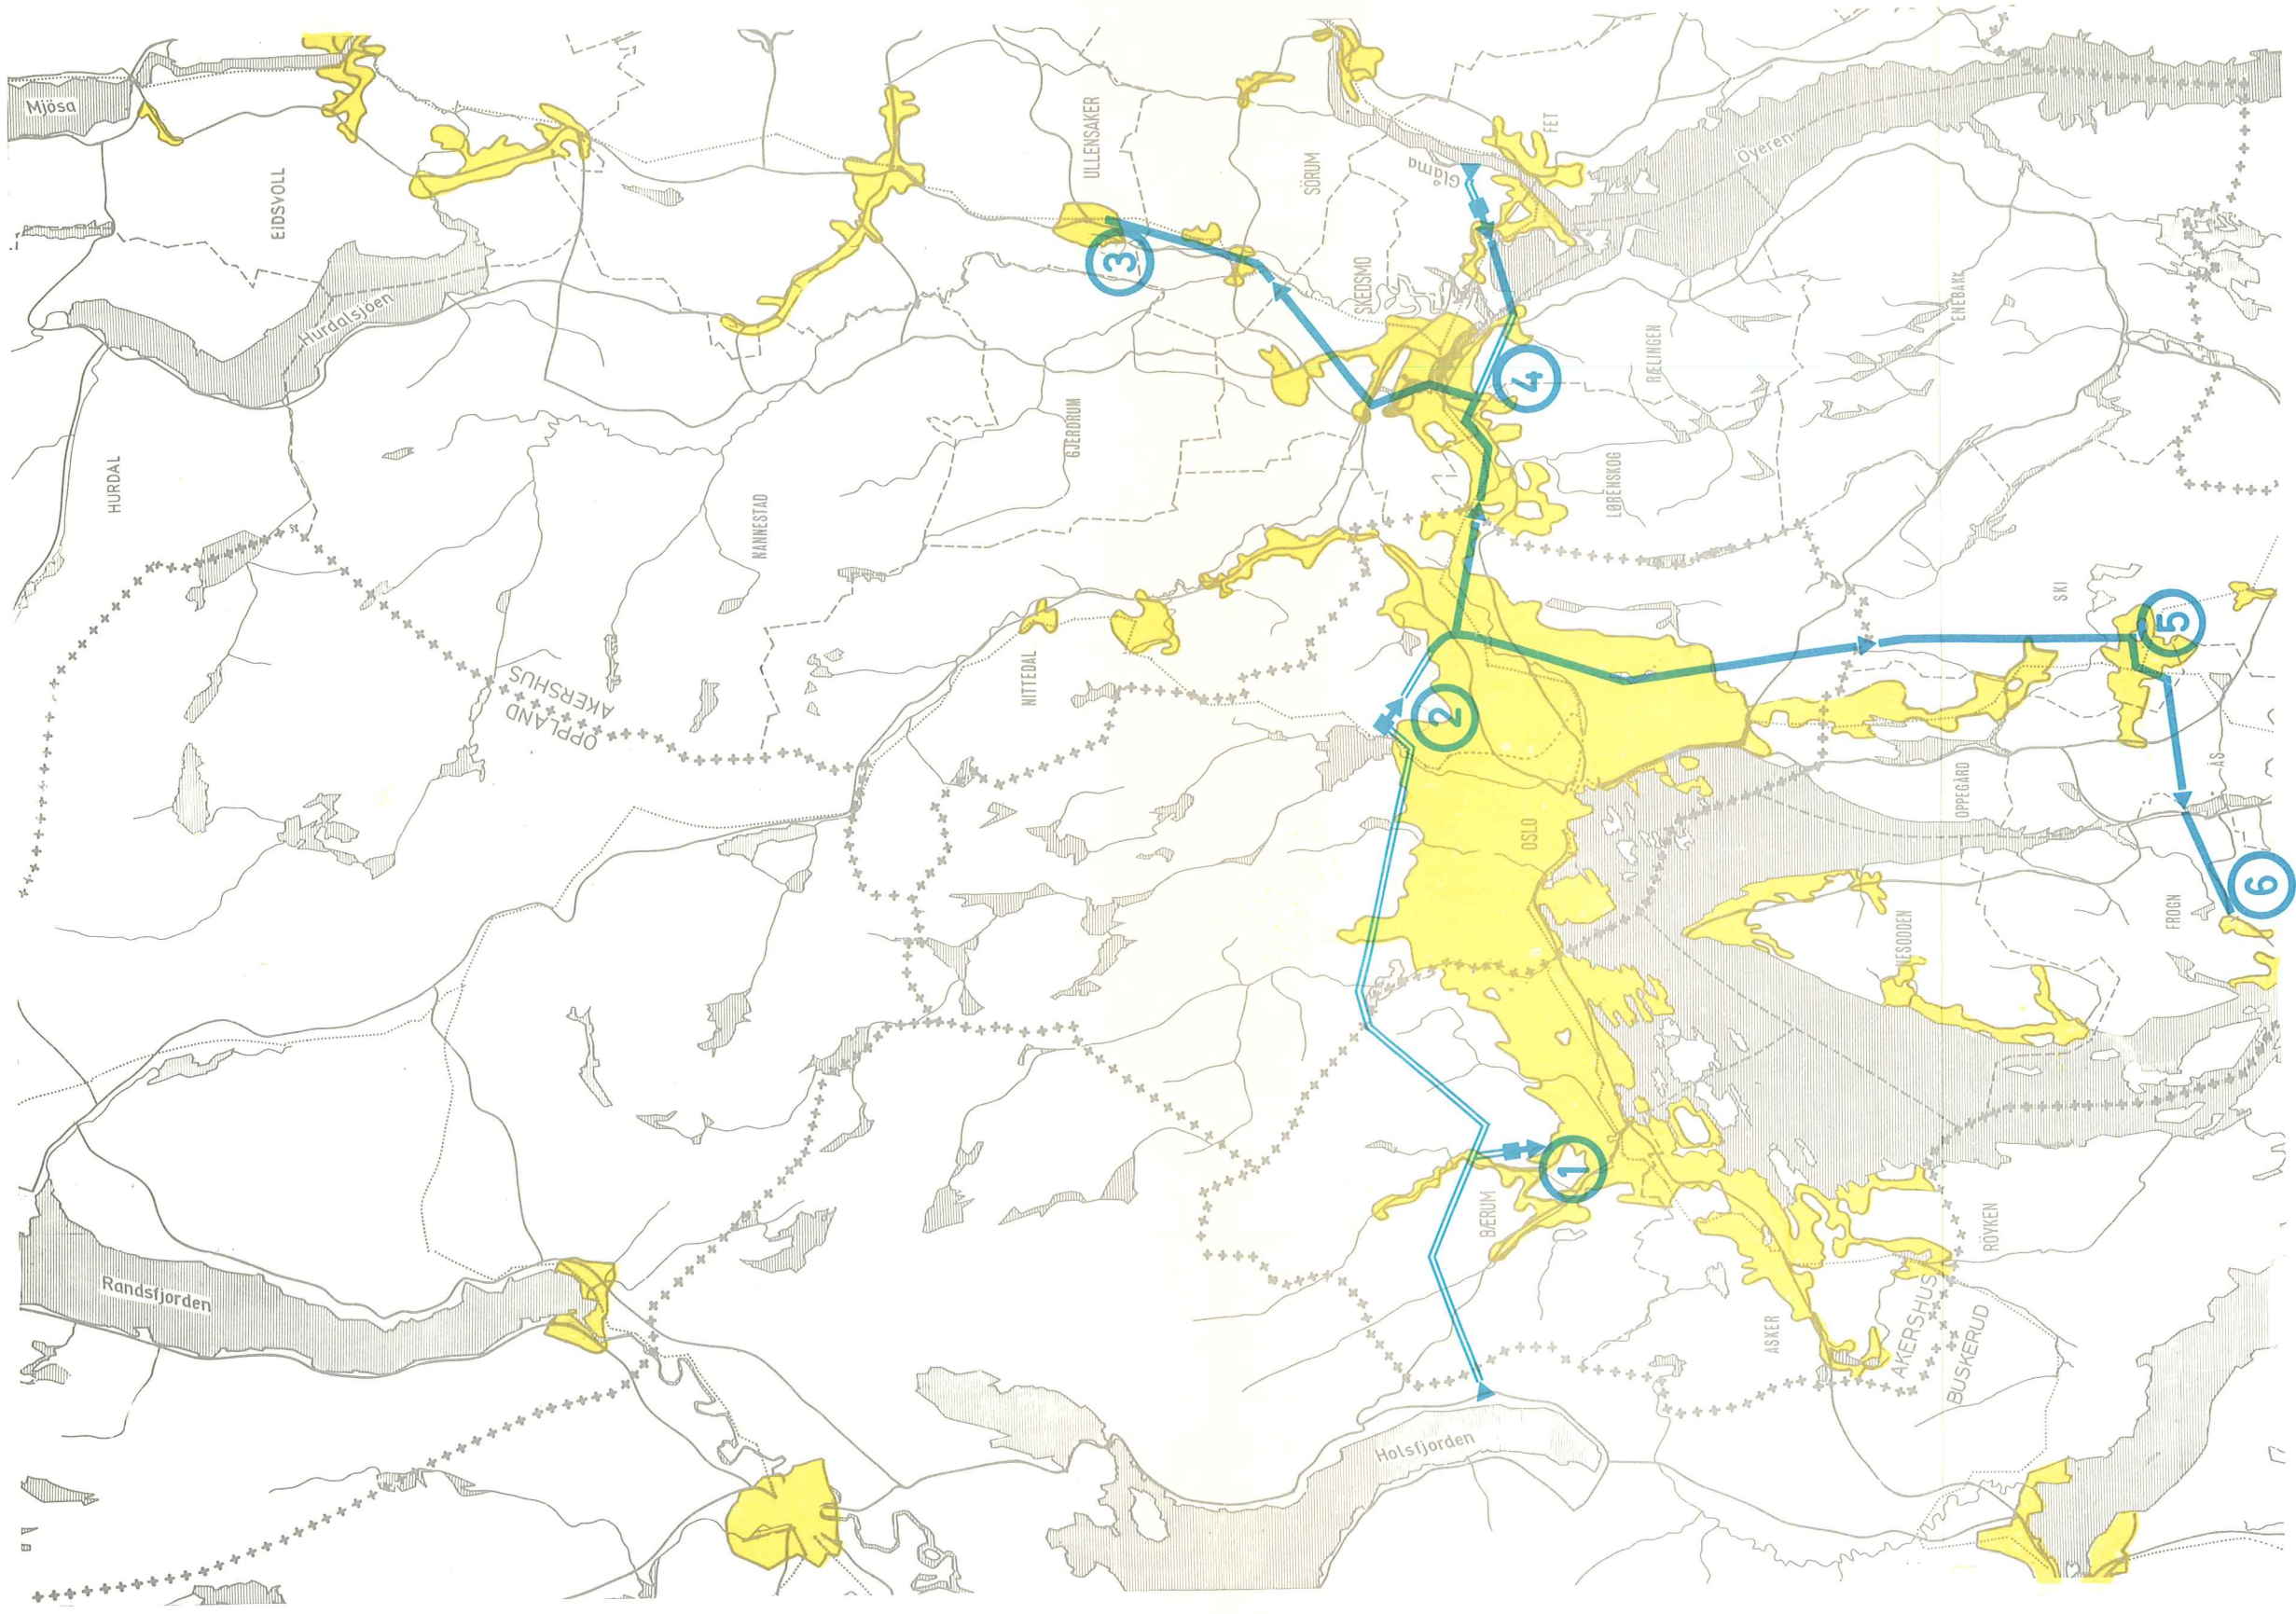 Mjösa
EIDSVOLL
Hurdalsjöen
HURDAL
ULLENSAKER
SÖRUM
Glåma
FET
Öyeren
3
SKEDSMO
4
RÆLINGEN
ENEBAKK
GJERDRUM
NANNESTAD
LØRENSKOG
OPPLAND
AKERSHUS
NITTEDAL
2
SKI
5
OSLO
OPPEGÅRD
ÅS
NESODDEN
FROGN
6
1
BÆRUM
RÖYKEN
ASKER
AKERSHUS
BUSKERUD
Randsfjorden
Holsfjorden